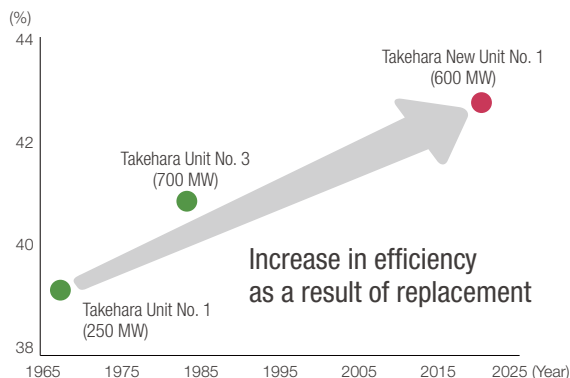 (%)
44
Takehara New Unit No. 1
(600 MW)
42
Takehara Unit No. 3
(700 MW)
40
Increase in efficiency
as a result of replacement
Takehara Unit No. 1
(250 MW)
38
1965 1975 1985 1995 2005 2015 2025 (Year)